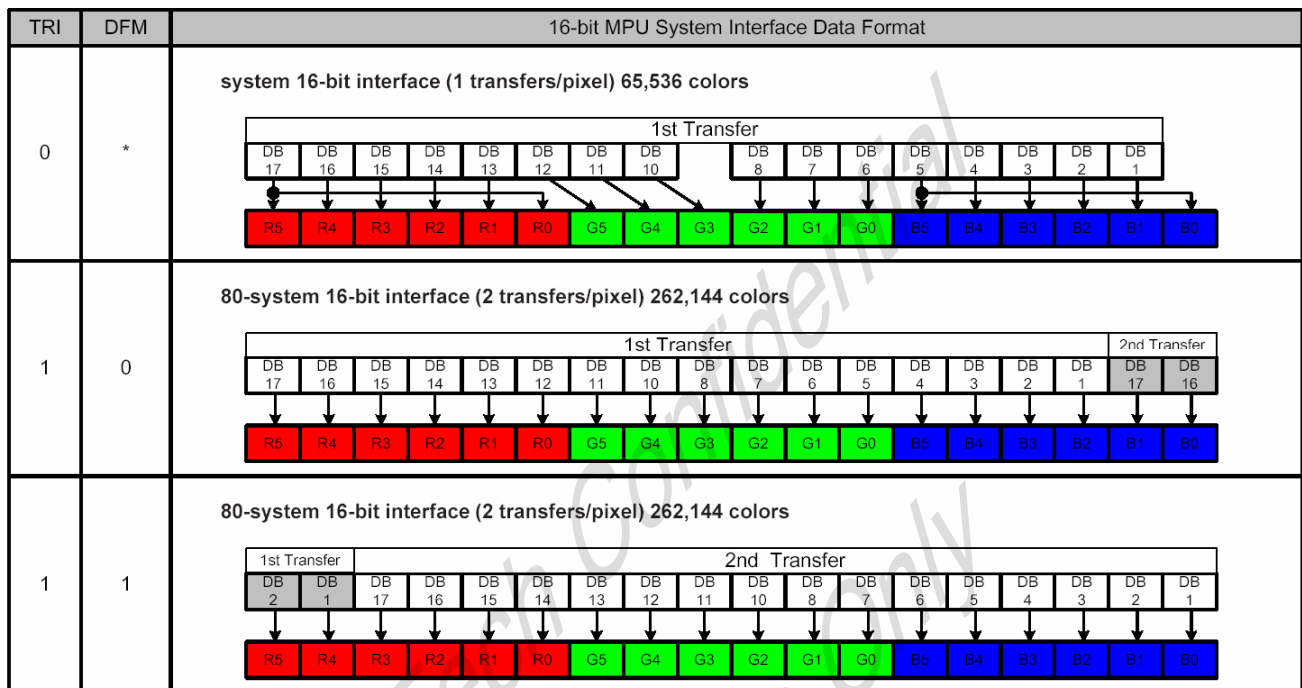 TRI DFM 16-bit MPU System Interface Data Format
system 16-bit interface (1 transfers/pixel) 65,536 colors
1st Transfer
0 *
DB DB DB DB DB DB DB DB DB DB DB DB DB DB DB DB
17 16 15 14 13 12 11 10 8 7 6 5 4 3 2 1
R5 R4 R3 R2 R1 R0 G5 G4 G3 G2 G1 G0 B5 B4 B3 B2 B1 B0
80-system 16-bit interface (2 transfers/pixel) 262,144 colors
1st Transfer 2nd Transfer
1 0
DB DB DB DB DB DB DB DB DB DB DB DB DB DB DB DB DB DB
17 16 15 14 13 12 11 10 8 7 6 5 4 3 2 1 17 16
R5 R4 R3 R2 R1 R0 G5 G4 G3 G2 G1 G0 B5 B4 B3 B2 B1 B0
80-system 16-bit interface (2 transfers/pixel) 262,144 colors
1st Transfer 2nd Transfer
1 1
DB DB DB DB DB DB DB DB DB DB DB DB DB DB DB DB DB DB
2 1 17 16 15 14 13 12 11 10 8 7 6 5 4 3 2 1
R5 R4 R3 R2 R1 R0 G5 G4 G3 G2 G1 G0 B5 B4 B3 B2 B1 B0
Confidential
Only